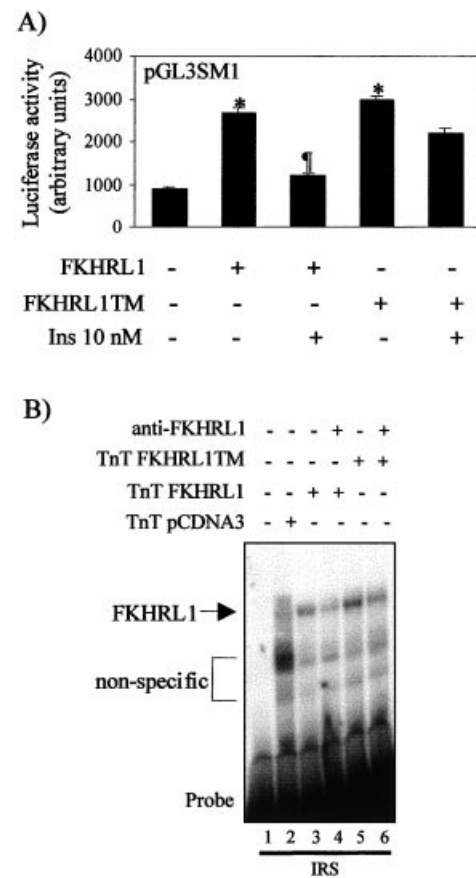 A)
pGL3SM1
Luciferase activity
(arbitrary units)
4000
3000
2000
1000
0
* ¶ *
FKHRL1 - + + - -
FKHRL1TM - - - + +
Ins 10 nM - - + - +
B)
anti-FKHRL1 - - - + - +
TnT FKHRL1TM - - - - + +
TnT FKHRL1 - - + + - -
TnT pCDNA3 - + - - - -
FKHRL1
non-specific
Probe
1 2 3 4 5 6
IRS